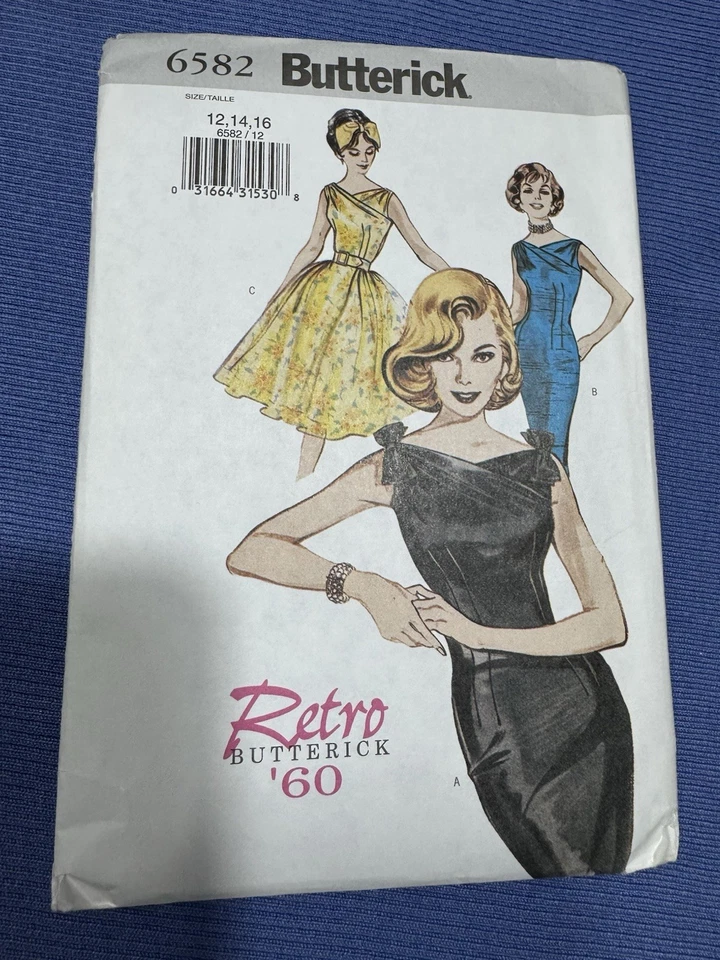 6582 Butterick
SIZE/TAILLE
12,14,16
6582/12
0 31664 31530 8
C
B
Retro
BUTTERICK
'60
A